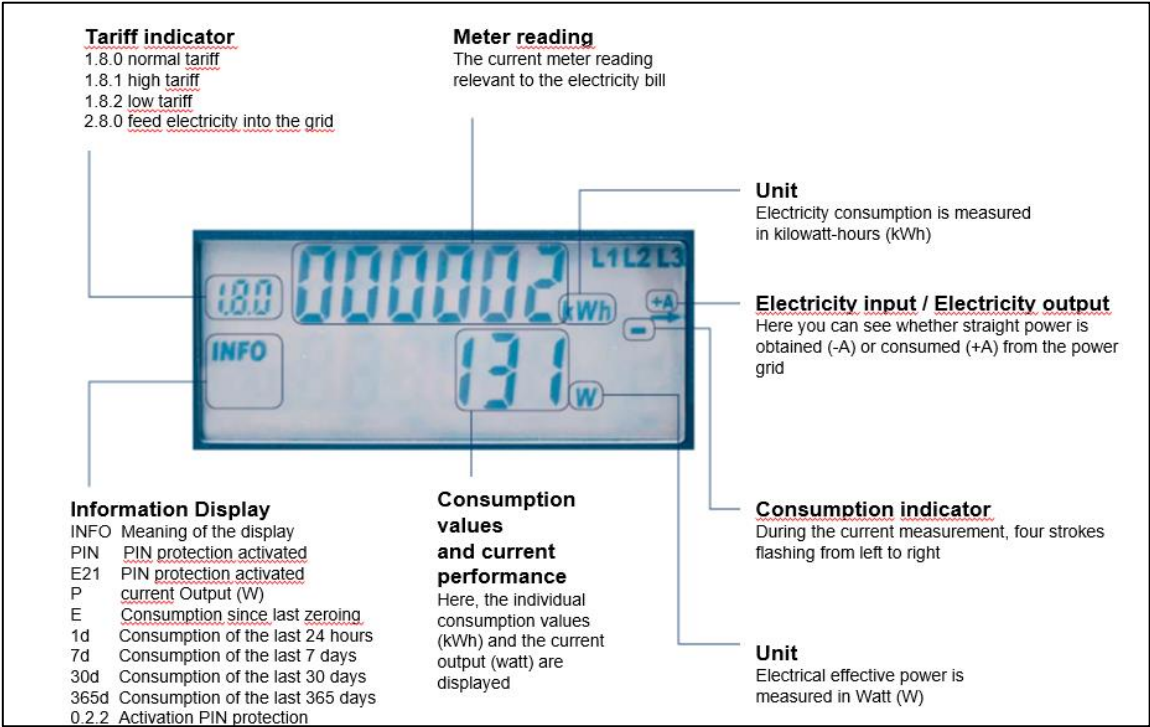 Tariff indicator
1.8.0 normal tariff
1.8.1 high tariff
1.8.2 low tariff
2.8.0 feed electricity into the grid
Meter reading
The current meter reading
relevant to the electricity bill
Unit
Electricity consumption is measured
in kilowatt-hours (kWh)
1.8.0
000002
kWh
L1 L2 L3
+A
INFO
131
W
Electricity input / Electricity output
Here you can see whether straight power is
obtained (-A) or consumed (+A) from the power
grid
Information Display
INFO Meaning of the display
PIN PIN protection activated
E21 PIN protection activated
P current Output (W)
E Consumption since last zeroing
1d Consumption of the last 24 hours
7d Consumption of the last 7 days
30d Consumption of the last 30 days
365d Consumption of the last 365 days
0.2.2 Activation PIN protection
Consumption
values
and current
performance
Here, the individual
consumption values
(kWh) and the current
output (watt) are
displayed
Consumption indicator
During the current measurement, four strokes
flashing from left to right
Unit
Electrical effective power is
measured in Watt (W)